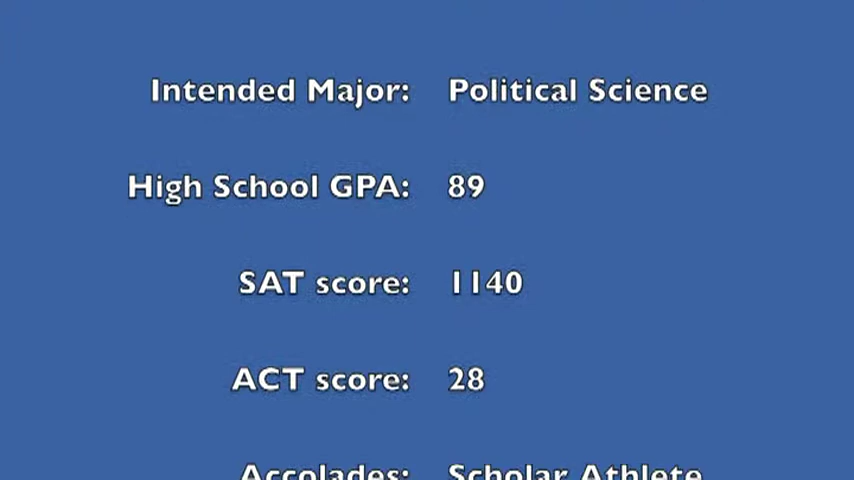 Intended Major: Political Science
High School GPA: 89
SAT score: 1140
ACT score: 28
Accolades: Scholar Athlete